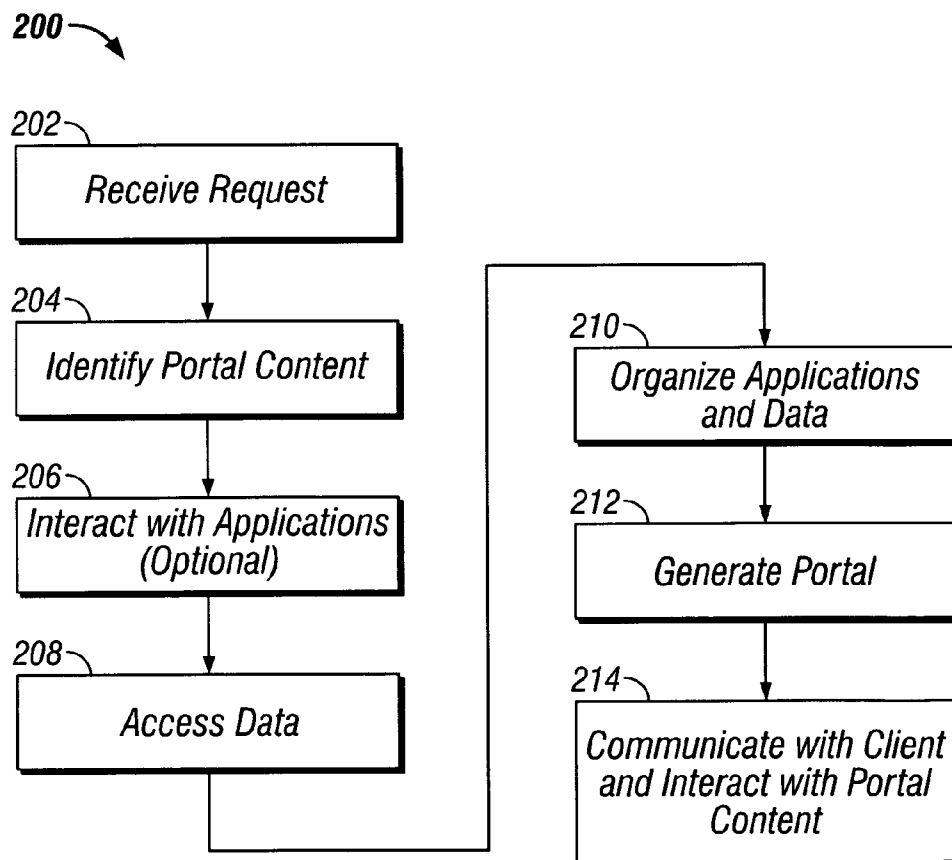 200
202
Receive Request
204
Identify Portal Content
206
Interact with Applications
(Optional)
208
Access Data
210
Organize Applications
and Data
212
Generate Portal
214
Communicate with Client
and Interact with Portal
Content